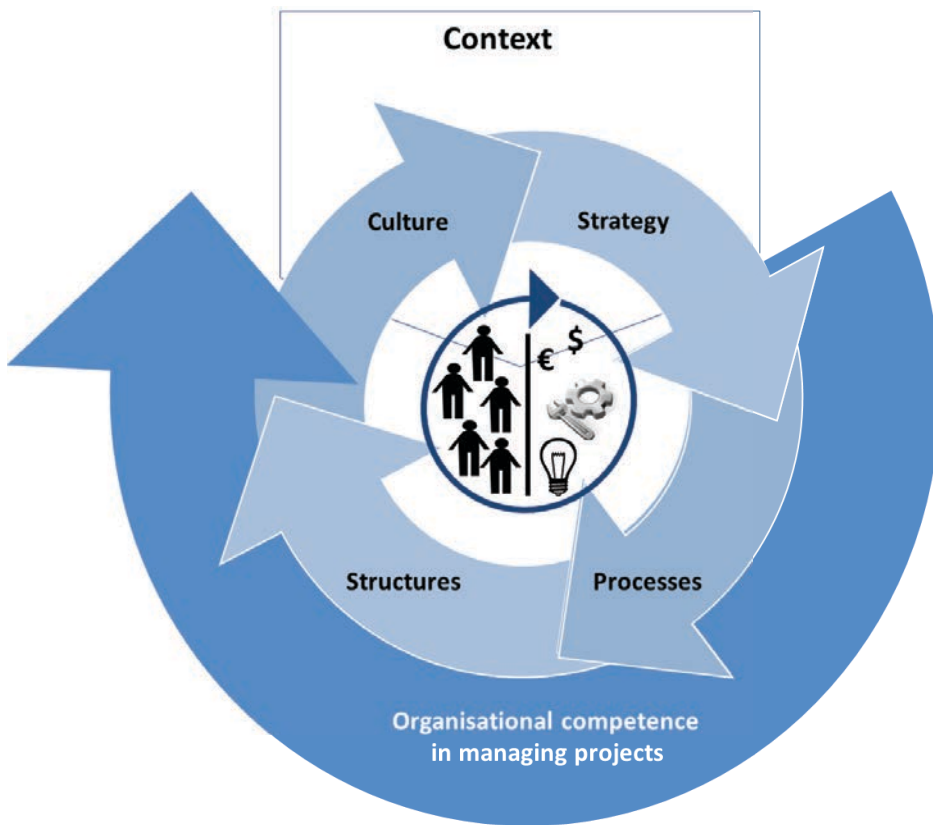 Context
Culture
Strategy
$
€
Structures
Processes
Organisational competence
in managing projects